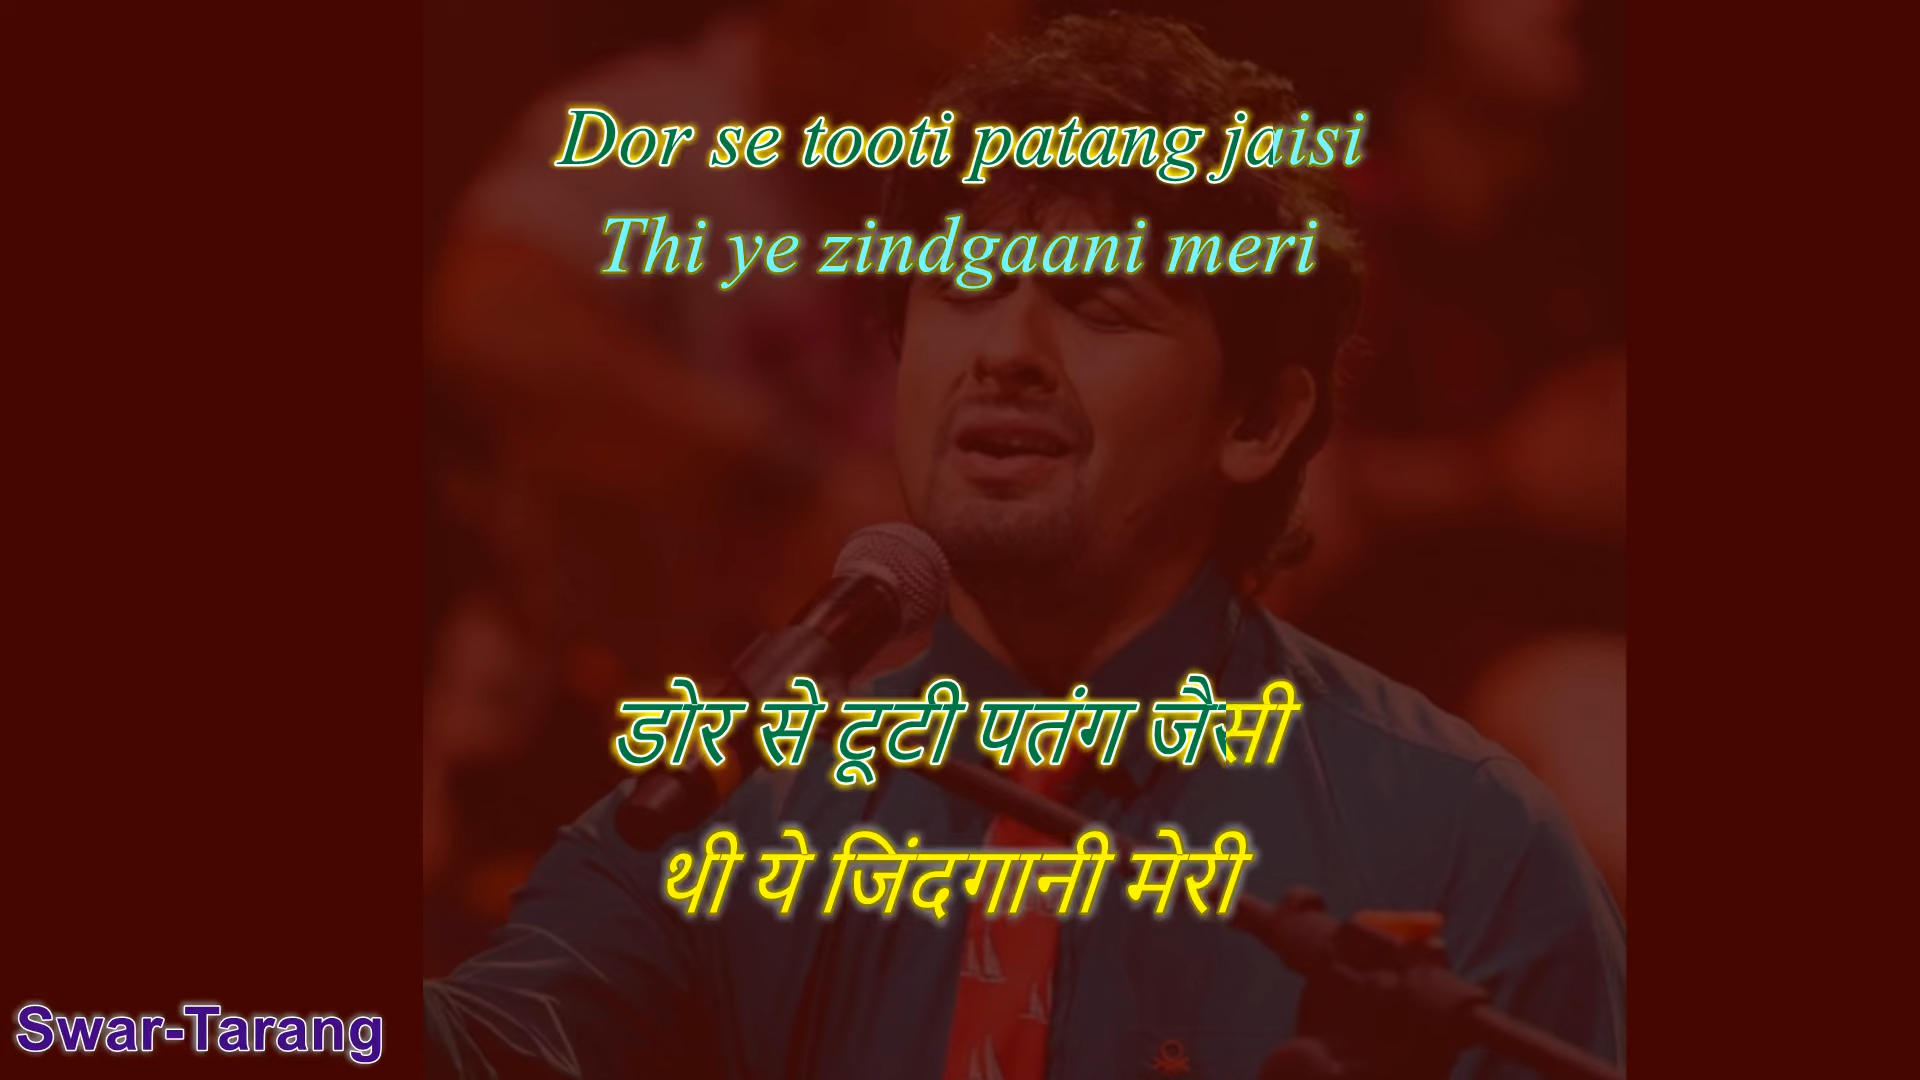 Dor se tooti patang jaisi
Thi ye zindgaani meri
डोर से टूटी पतंग जैसी
थी ये जिंदगानी मेरी
Swar-Tarang